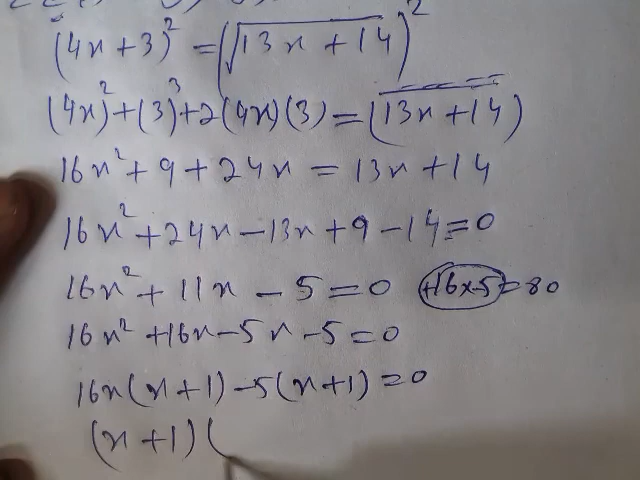 (4x+3)² = (√13x+14)²
(4x)²+(3)³+2(4x)(3) = (13x+14)
16x²+9+24x = 13x+14
16x²+24x-13x+9-14=0
16x²+11x-5=0 +16x-5=80
16x²+16x-5x-5=0
16x(x+1)-5(x+1)=0
(x+1)(